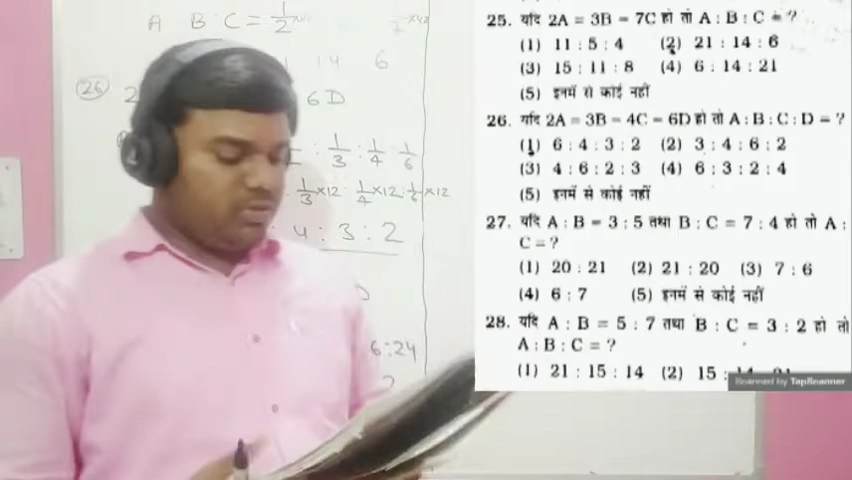 A B C = 1/2
14 6
26
6D
: 1/3 : 1/4 : 1/6
1/3 ×12 : 1/4 ×12 : 1/6 ×12
4 : 3 : 2
6 : 24
25. यदि 2A = 3B = 7C हो तो A : B : C = ?
(1) 11 : 5 : 4 (2) 21 : 14 : 6
(3) 15 : 11 : 8 (4) 6 : 14 : 21
(5) इनमें से कोई नहीं
26. यदि 2A = 3B = 4C = 6D हो तो A : B : C : D = ?
(1) 6 : 4 : 3 : 2 (2) 3 : 4 : 6 : 2
(3) 4 : 6 : 2 : 3 (4) 6 : 3 : 2 : 4
(5) इनमें से कोई नहीं
27. यदि A : B = 3 : 5 तथा B : C = 7 : 4 हो तो A :
C = ?
(1) 20 : 21 (2) 21 : 20 (3) 7 : 6
(4) 6 : 7 (5) इनमें से कोई नहीं
28. यदि A : B = 5 : 7 तथा B : C = 3 : 2 हो तो
A : B : C = ?
(1) 21 : 15 : 14 (2) 15 : 14 : 21
Scanned by TapScanner